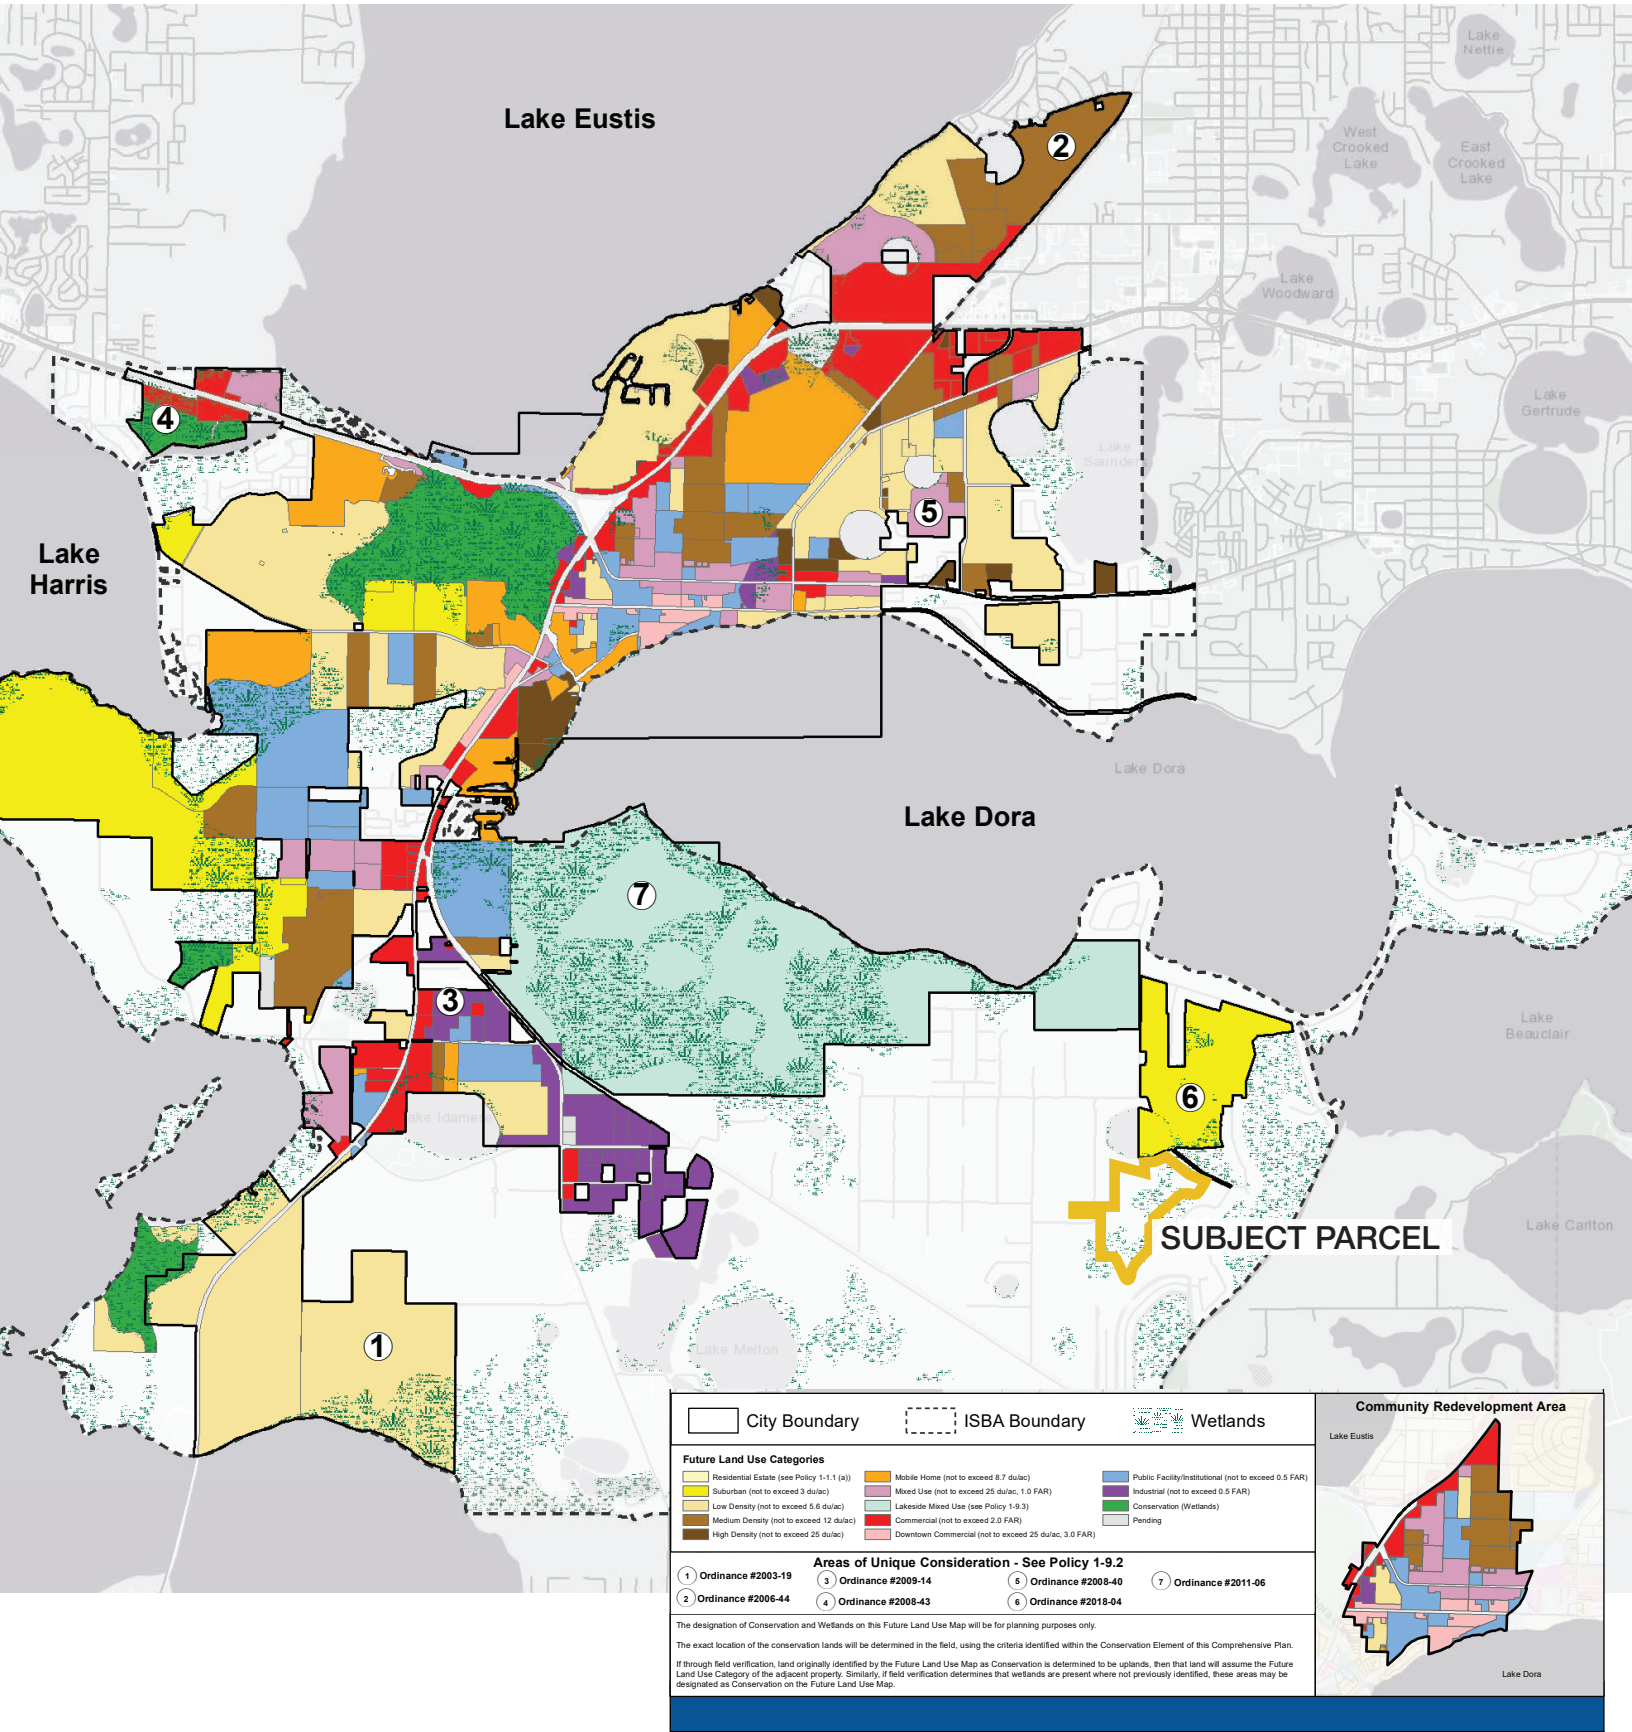 Lake
Nettie
Lake Eustis
West
Crooked
Lake
East
Crooked
Lake
2
Lake
Woodward
Lake
Gertrude
4
Lake
Saunder
5
Lake
Harris
Lake Dora
Lake Dora
7
3
Lake
Beauclair
6
ake Idamere
SUBJECT PARCEL
Lake Carlton
1
Lake Melton
City Boundary
ISBA Boundary
Wetlands
Future Land Use Categories
Residential Estate (see Policy 1-1.1 (a))
Suburban (not to exceed 3 du/ac)
Low Density (not to exceed 5.6 du/ac)
Medium Density (not to exceed 12 du/ac)
High Density (not to exceed 25 du/ac)
Mobile Home (not to exceed 8.7 du/ac)
Mixed Use (not to exceed 25 du/ac, 1.0 FAR)
Lakeside Mixed Use (see Policy 1-9.3)
Commercial (not to exceed 2.0 FAR)
Downtown Commercial (not to exceed 25 du/ac, 3.0 FAR)
Public Facility/Institutional (not to exceed 0.5 FAR)
Industrial (not to exceed 0.5 FAR)
Conservation (Wetlands)
Pending
Areas of Unique Consideration - See Policy 1-9.2
1 Ordinance #2003-19
2 Ordinance #2006-44
3 Ordinance #2009-14
4 Ordinance #2008-43
5 Ordinance #2008-40
6 Ordinance #2018-04
7 Ordinance #2011-06
The designation of Conservation and Wetlands on this Future Land Use Map will be for planning purposes only.
The exact location of the conservation lands will be determined in the field, using the criteria identified within the Conservation Element of this Comprehensive Plan.
If through field verification, land originally identified by the Future Land Use Map as Conservation is determined to be uplands, then that land will assume the Future
Land Use Category of the adjacent property. Similarly, if field verification determines that wetlands are present where not previously identified, these areas may be
designated as Conservation on the Future Land Use Map.
Community Redevelopment Area
Lake Eustis
Lake Dora